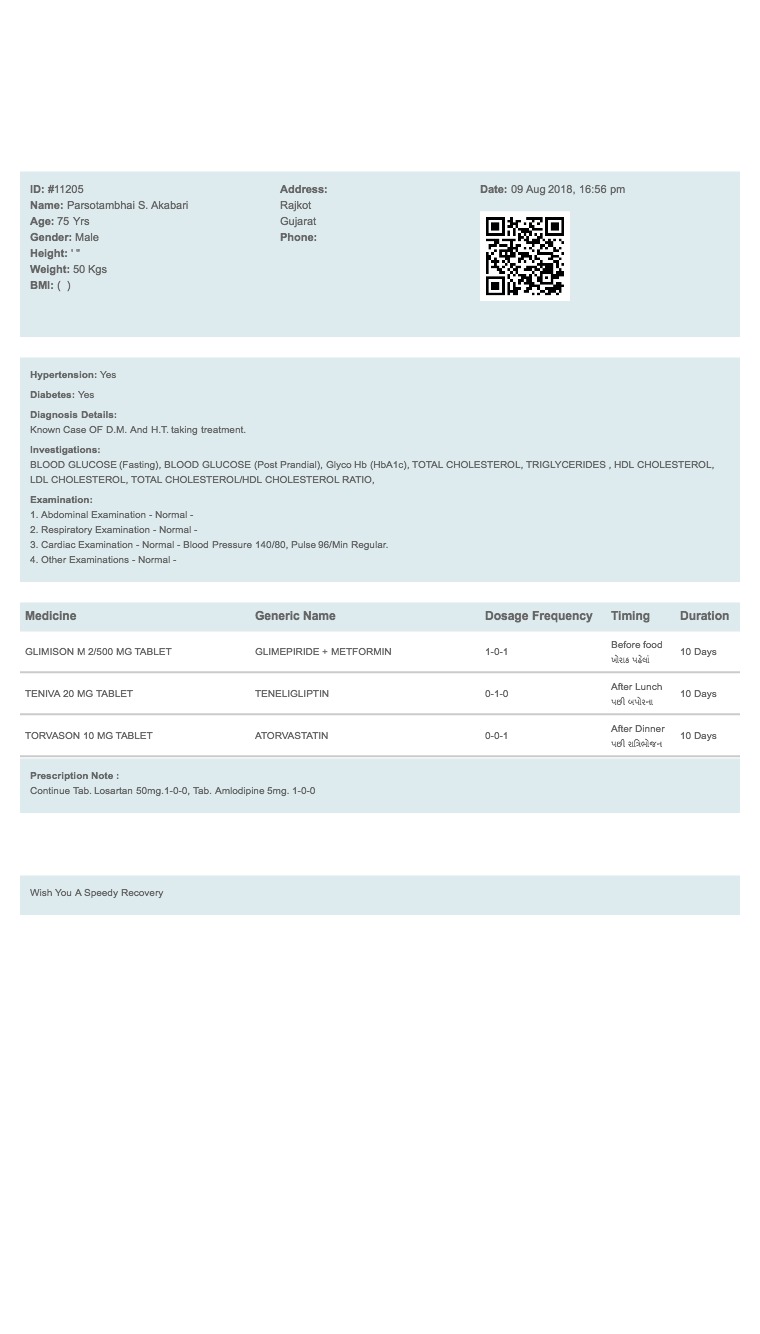 ID: #11205
Name: Parsotambhai S. Akabari
Age: 75 Yrs
Gender: Male
Height: ' "
Weight: 50 Kgs
BMI: ( )
Address:
Rajkot
Gujarat
Phone:
Date: 09 Aug 2018, 16:56 pm
Hypertension: Yes
Diabetes: Yes
Diagnosis Details:
Known Case OF D.M. And H.T. taking treatment.
Investigations:
BLOOD GLUCOSE (Fasting), BLOOD GLUCOSE (Post Prandial), Glyco Hb (HbA1c), TOTAL CHOLESTEROL, TRIGLYCERIDES , HDL CHOLESTEROL,
LDL CHOLESTEROL, TOTAL CHOLESTEROL/HDL CHOLESTEROL RATIO,
Examination:
1. Abdominal Examination - Normal -
2. Respiratory Examination - Normal -
3. Cardiac Examination - Normal - Blood Pressure 140/80, Pulse 96/Min Regular.
4. Other Examinations - Normal -
Medicine Generic Name Dosage Frequency Timing Duration
GLIMISON M 2/500 MG TABLET GLIMEPIRIDE + METFORMIN 1-0-1 Before food 10 Days
ખોરાક પહેલાં
TENIVA 20 MG TABLET TENELIGLIPTIN 0-1-0 After Lunch 10 Days
પછી બપોરના
TORVASON 10 MG TABLET ATORVASTATIN 0-0-1 After Dinner 10 Days
પછી રાત્રિભોજન
Prescription Note :
Continue Tab. Losartan 50mg.1-0-0, Tab. Amlodipine 5mg. 1-0-0
Wish You A Speedy Recovery